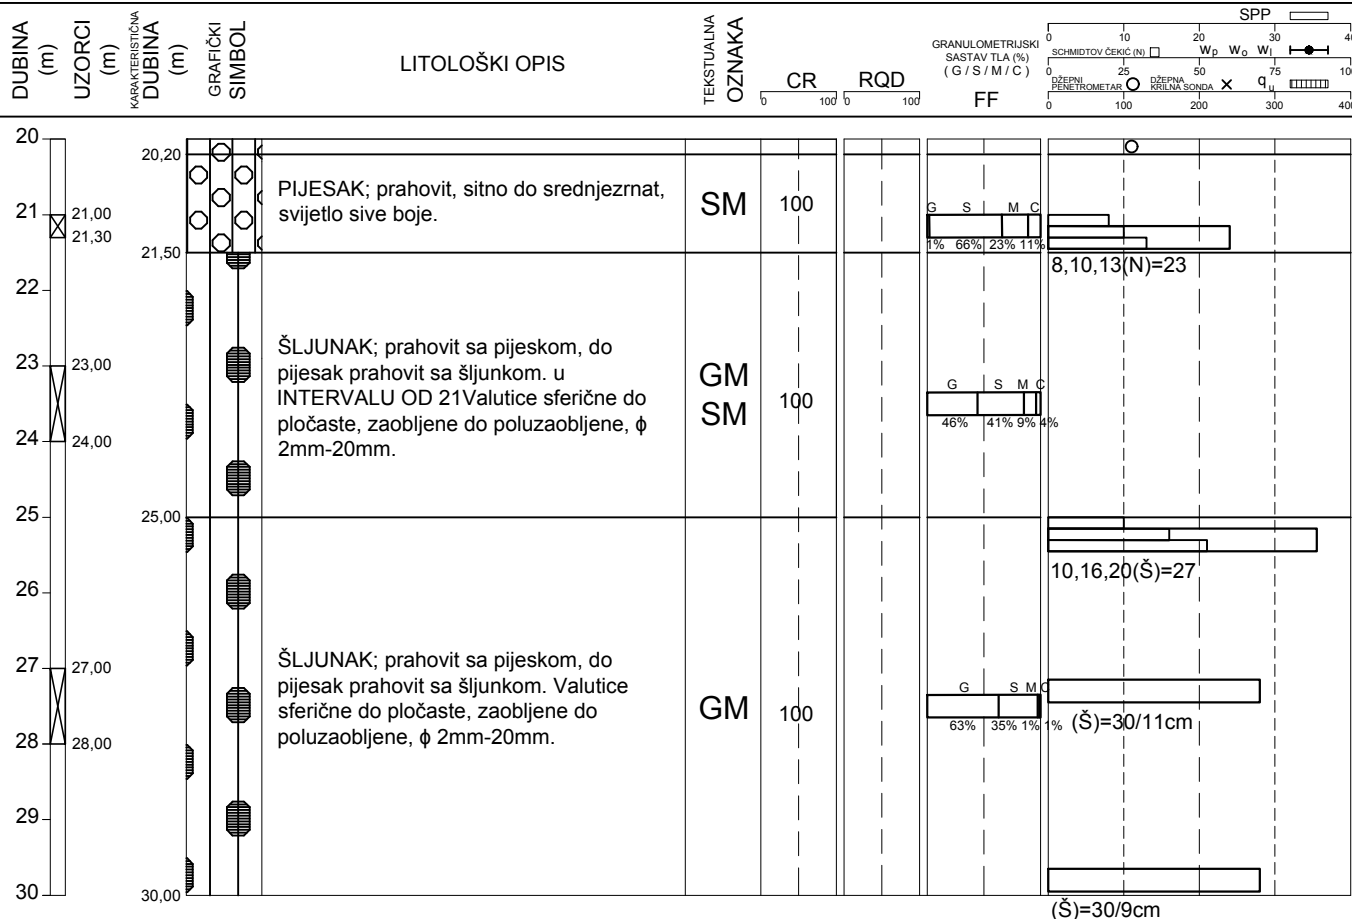 DUBINA
(m)
UZORCI
(m)
KARAKTERISTIČNA
DUBINA
(m)
GRAFIČKI
SIMBOL
LITOLOŠKI OPIS
TEKSTUALNA
OZNAKA
CR
0 100
RQD
0 100
GRANULOMETRIJSKI
SASTAV TLA (%)
( G / S / M / C )
FF
SPP
0 10 20 30 40
SCHMIDTOV ČEKIĆ (N)
wp wo wl
0 25 50 75 100
DŽEPNI
PENETROMETAR
DŽEPNA
KRILNA SONDA
qu
0 100 200 300 400
20
20,20
PIJESAK; prahovit, sitno do srednjezrnat,
svijetlo sive boje.
SM
100
21
21,00
21,30
G S M C
1% 66% 23% 11%
21,50
8,10,13(N)=23
22
ŠLJUNAK; prahovit sa pijeskom, do
pijesak prahovit sa šljunkom. u
INTERVALU OD 21Valutice sferične do
pločaste, zaobljene do poluzaobljene, ϕ
2mm-20mm.
GM
SM
100
23
23,00
G S M C
46% 41% 9% 4%
24
24,00
25
25,00
10,16,20(Š)=27
26
27
27,00
ŠLJUNAK; prahovit sa pijeskom, do
pijesak prahovit sa šljunkom. Valutice
sferične do pločaste, zaobljene do
poluzaobljene, ϕ 2mm-20mm.
GM
100
G S M C
63% 35% 1% 1%
(Š)=30/11cm
28
28,00
29
30
30,00
(Š)=30/9cm